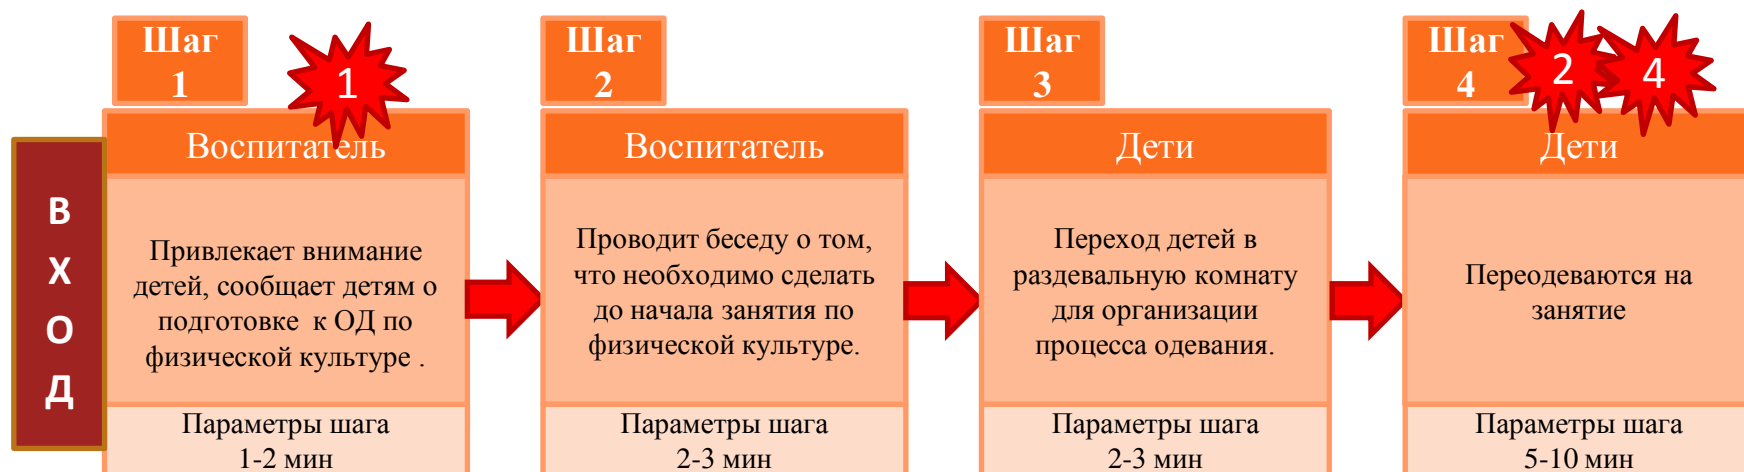 В
Х
О
Д
Шаг
1
1
Воспитатель
Привлекает внимание
детей, сообщает детям о
подготовке к ОД по
физической культуре .
Параметры шага
1-2 мин
Шаг
2
Воспитатель
Проводит беседу о том,
что необходимо сделать
до начала занятия по
физической культуре.
Параметры шага
2-3 мин
Шаг
3
Дети
Переход детей в
раздевальную комнату
для организации
процесса одевания.
Параметры шага
2-3 мин
Шаг
4
2
4
Дети
Переодеваются на
занятие
Параметры шага
5-10 мин